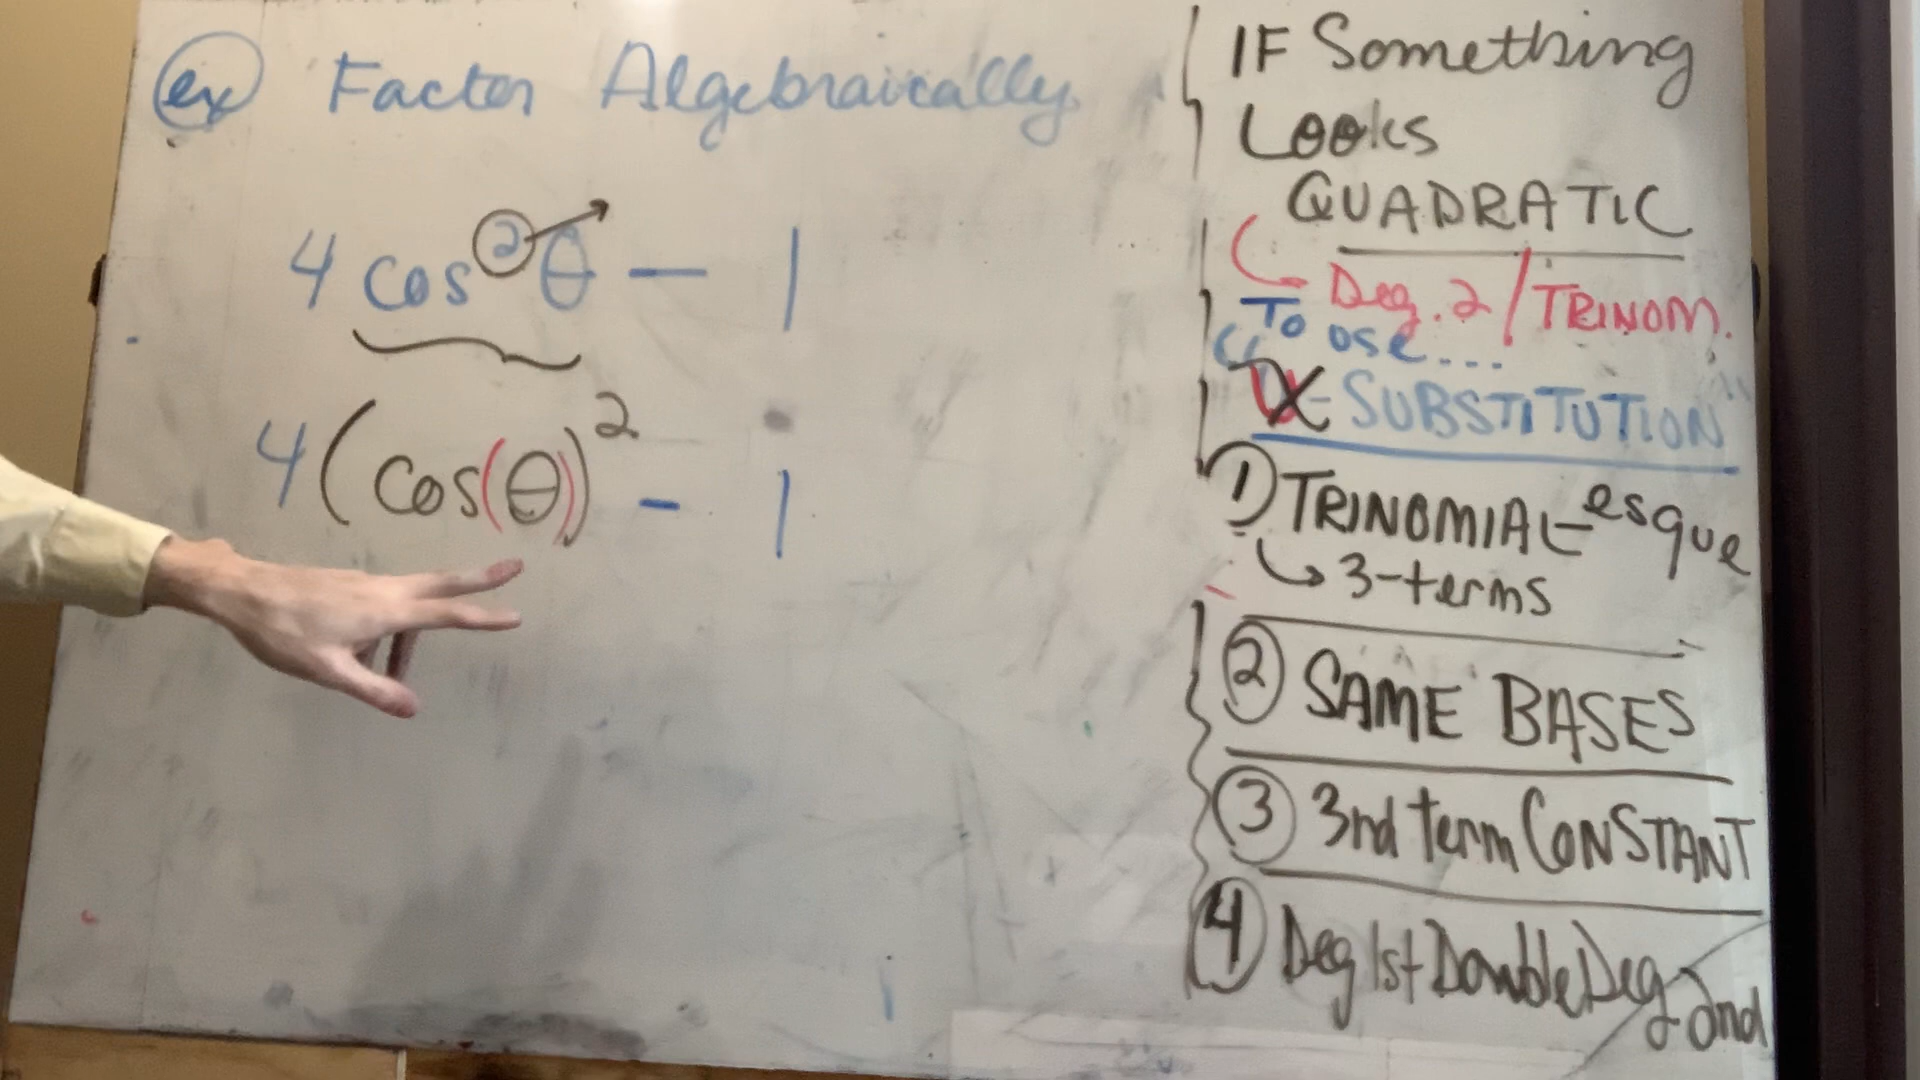 ex Factor Algebraically
4 cos²θ − 1
4(cos(θ))² - 1
IF Something
Looks
QUADRATIC
Deg. 2 / TRINOM.
To use...
X-SUBSTITUTION
① TRINOMIAL-esque
↳ 3-terms
② SAME BASES
③ 3rd term CONSTANT
④ Deg 1st Double Deg 2nd